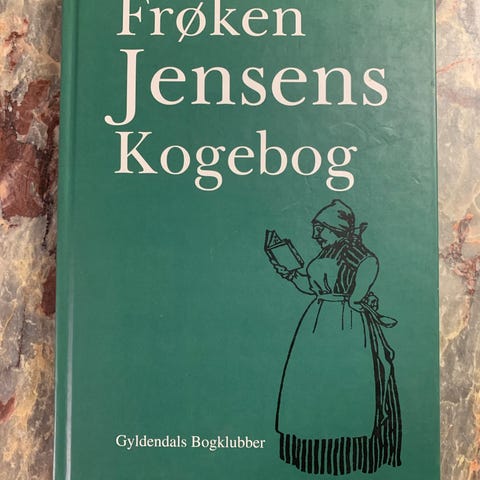 Frøken
Jensens
Kogebog
Gyldendals Bogklubber